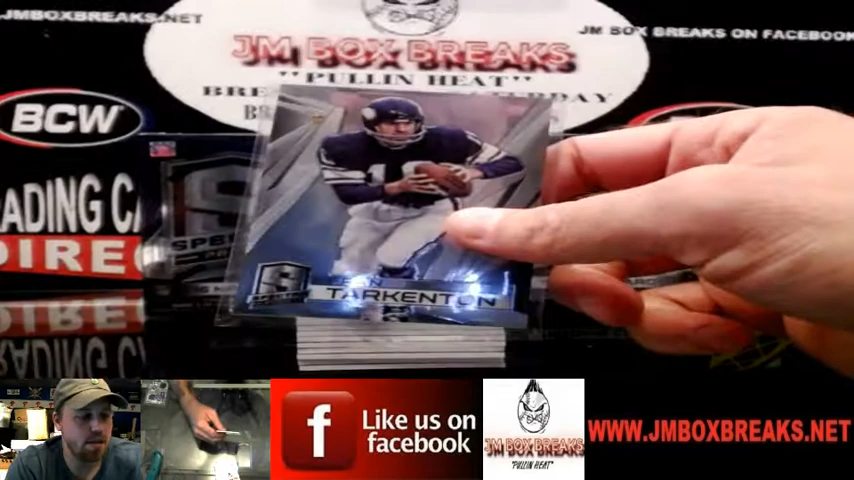 JMBOXBREAKS.NET
JM BOX BREAKS ON FACEBOOK
JM BOX BREAKS
"PULLIN HEAT"
BCW
ADING CA
DIRE
S
TARKENTON
Like us on
facebook
f
JM BOX BREAKS
"PULLIN HEAT"
WWW.JMBOXBREAKS.NET